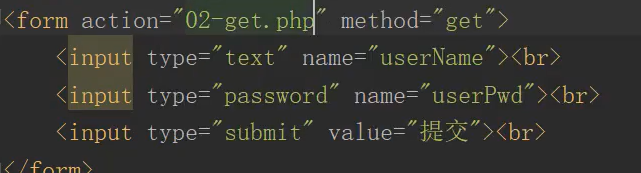 <form action="02-get.php" method="get">
<input type="text" name="userName"><br>
<input type="password" name="userPwd"><br>
<input type="submit" value="提交"><br>
</form>